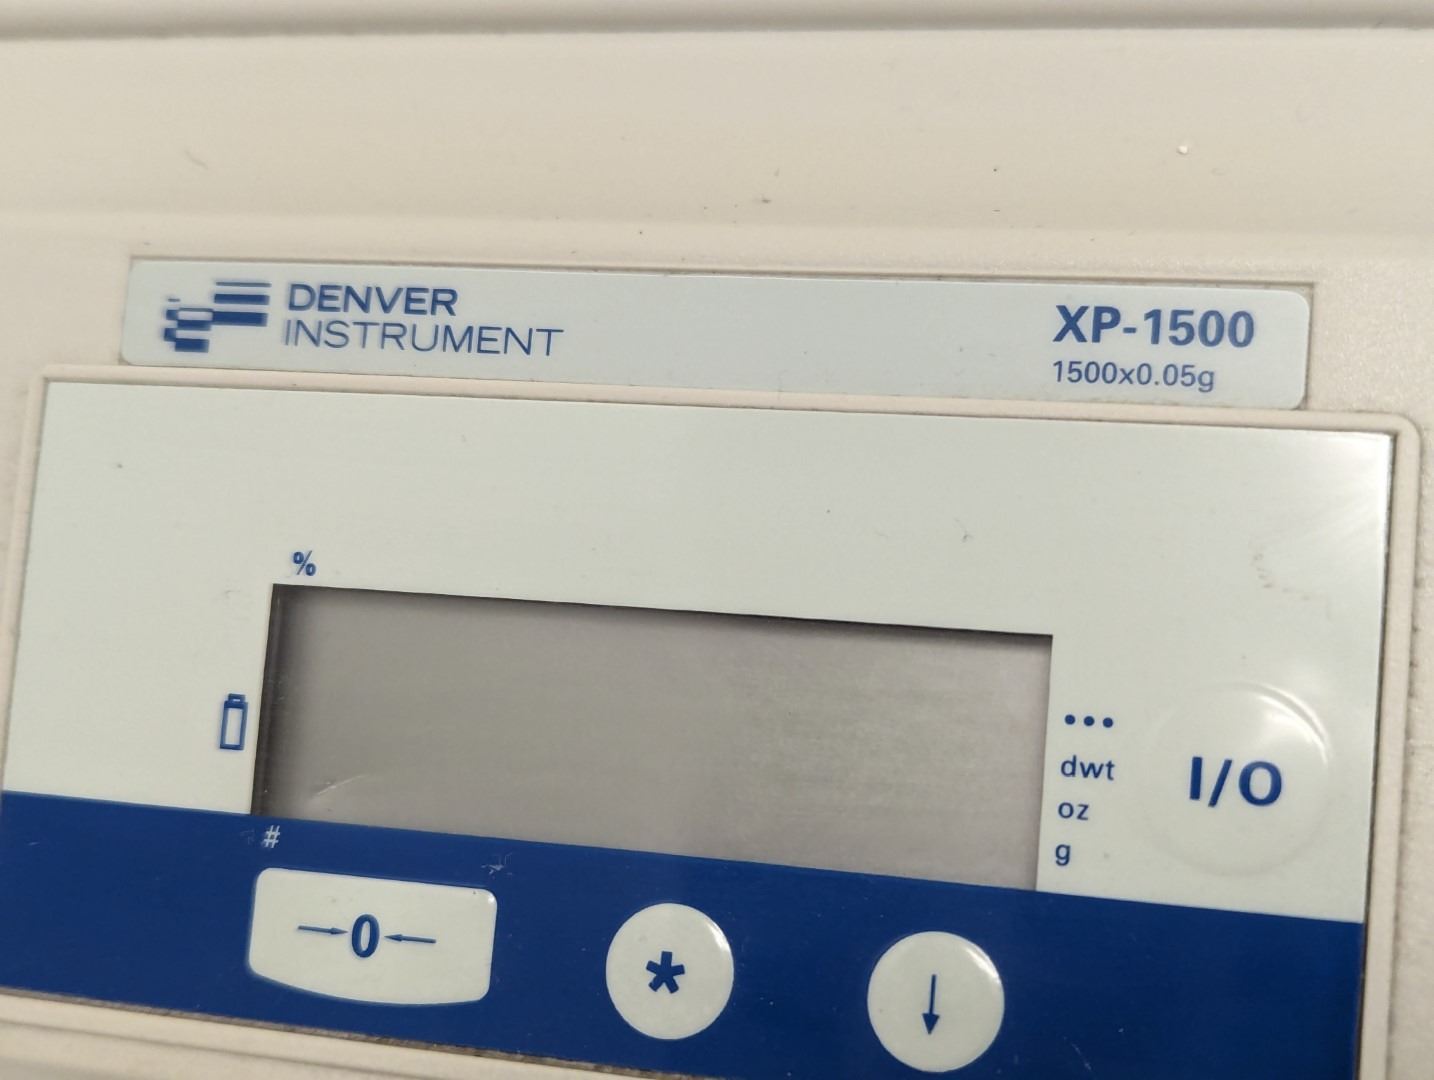 DENVER
INSTRUMENT
XP-1500
1500x0.05g
%
•••
dwt
oz
g
I/O
#
→0←
*
↓